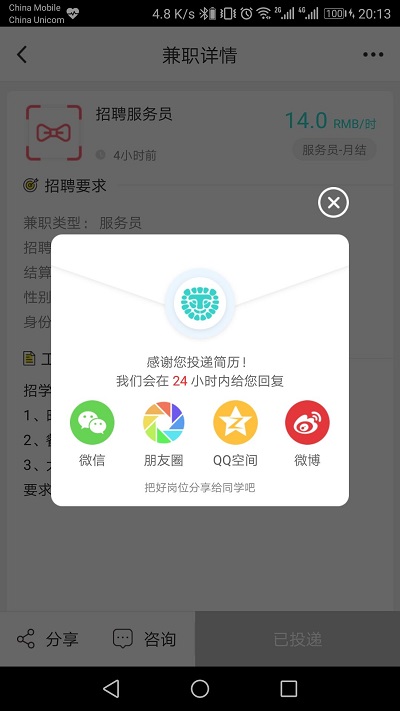 China Mobile
China Unicom
4.8 K/s
2G
4G
100
20:13
兼职详情
招聘服务员
14.0 RMB/时
4小时前
服务员-月结
招聘要求
兼职类型： 服务员
招聘
结算
性别
身份
感谢您投递简历！
我们会在 24 小时内给您回复
微信
朋友圈
QQ空间
微博
把好岗位分享给同学吧
招学
1、
2、
3、
要求
分享
咨询
已投递